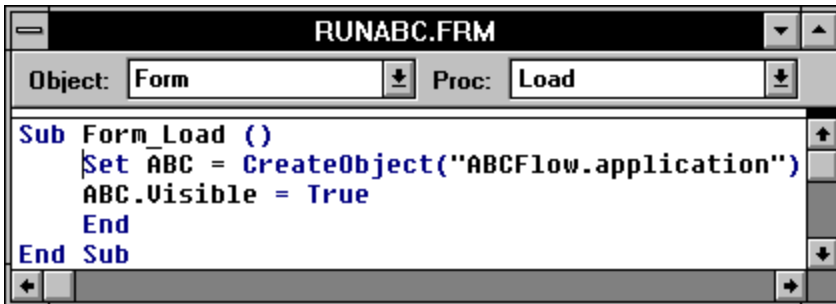 RUNABC.FRM
Object: Form Proc: Load
Sub Form_Load ()
    Set ABC = CreateObject("ABCFlow.application")
    ABC.Visible = True
    End
End Sub